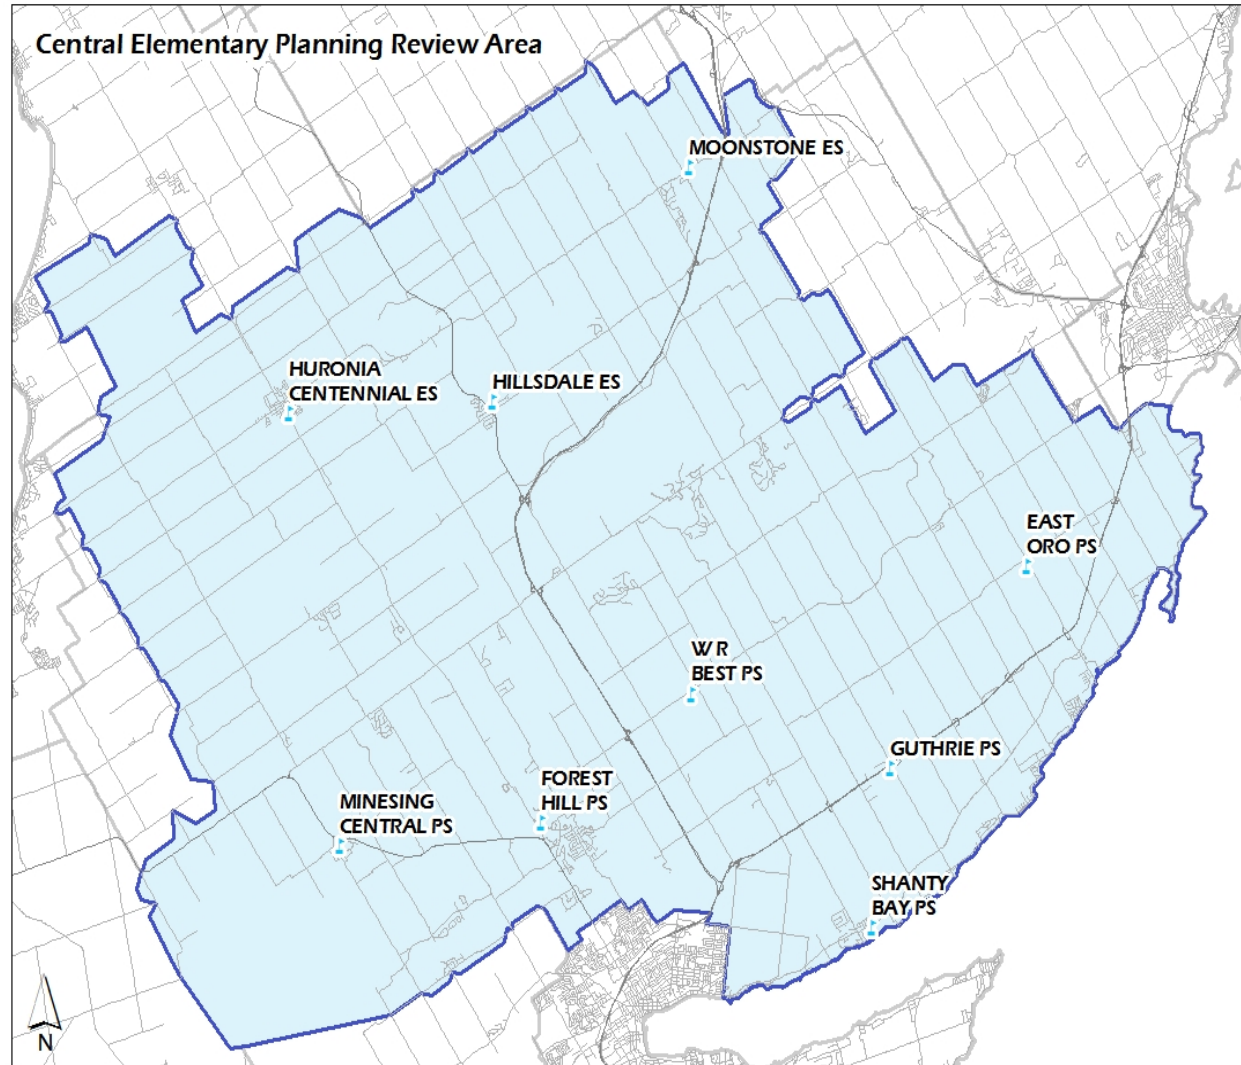 Central Elementary Planning Review Area
MOONSTONE ES
HURONIA
CENTENNIAL ES
HILLSDALE ES
EAST
ORO PS
W R
BEST PS
GUTHRIE PS
FOREST
HILL PS
MINESING
CENTRAL PS
SHANTY
BAY PS
N